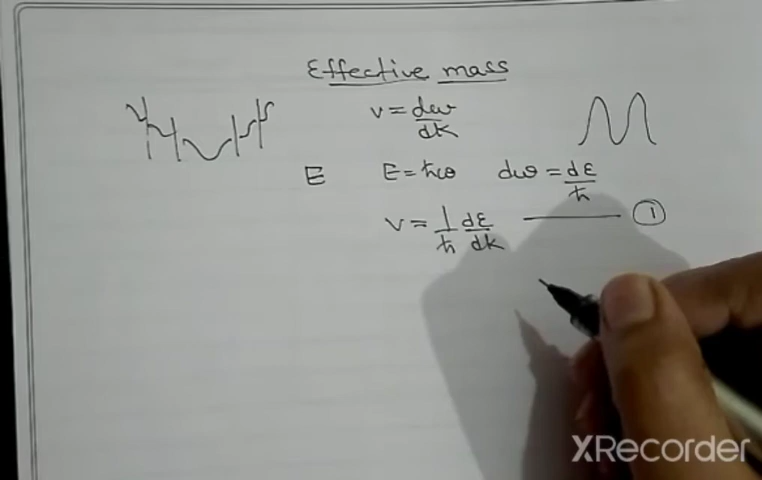 Effective mass
v = dω/dk
E E = ħω dω = dE/ħ
v = 1/ħ dE/dk ——— ①
XRecorder